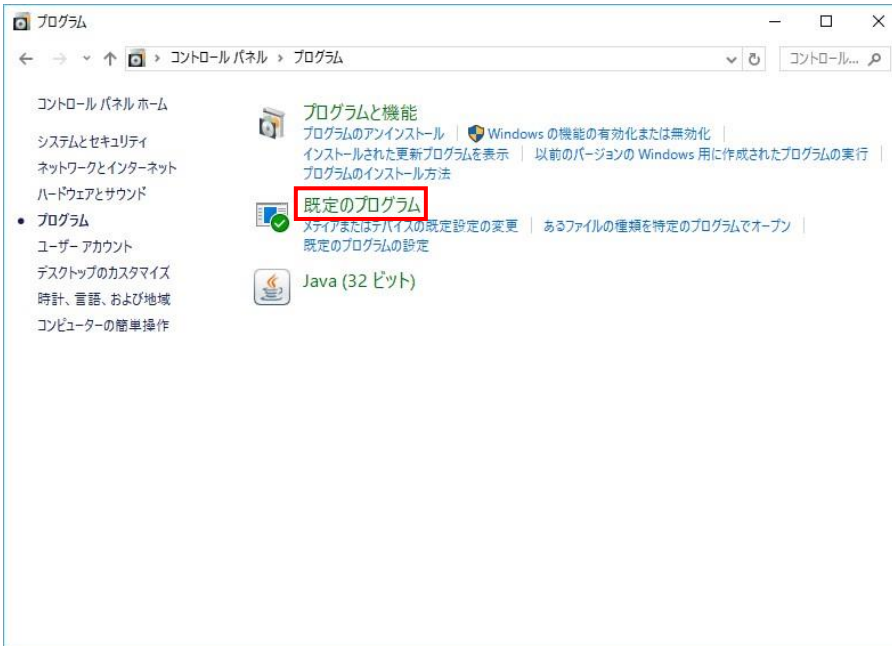 プログラム
コントロール パネル › プログラム
コントロール...
コントロール パネル ホーム
システムとセキュリティ
ネットワークとインターネット
ハードウェアとサウンド
プログラム
ユーザー アカウント
デスクトップのカスタマイズ
時計、言語、および地域
コンピューターの簡単操作
プログラムと機能
プログラムのアンインストール
Windows の機能の有効化または無効化
インストールされた更新プログラムを表示
以前のバージョンの Windows 用に作成されたプログラムの実行
プログラムのインストール方法
既定のプログラム
メディアまたはデバイスの既定設定の変更
あるファイルの種類を特定のプログラムでオープン
既定のプログラムの設定
Java (32 ビット)